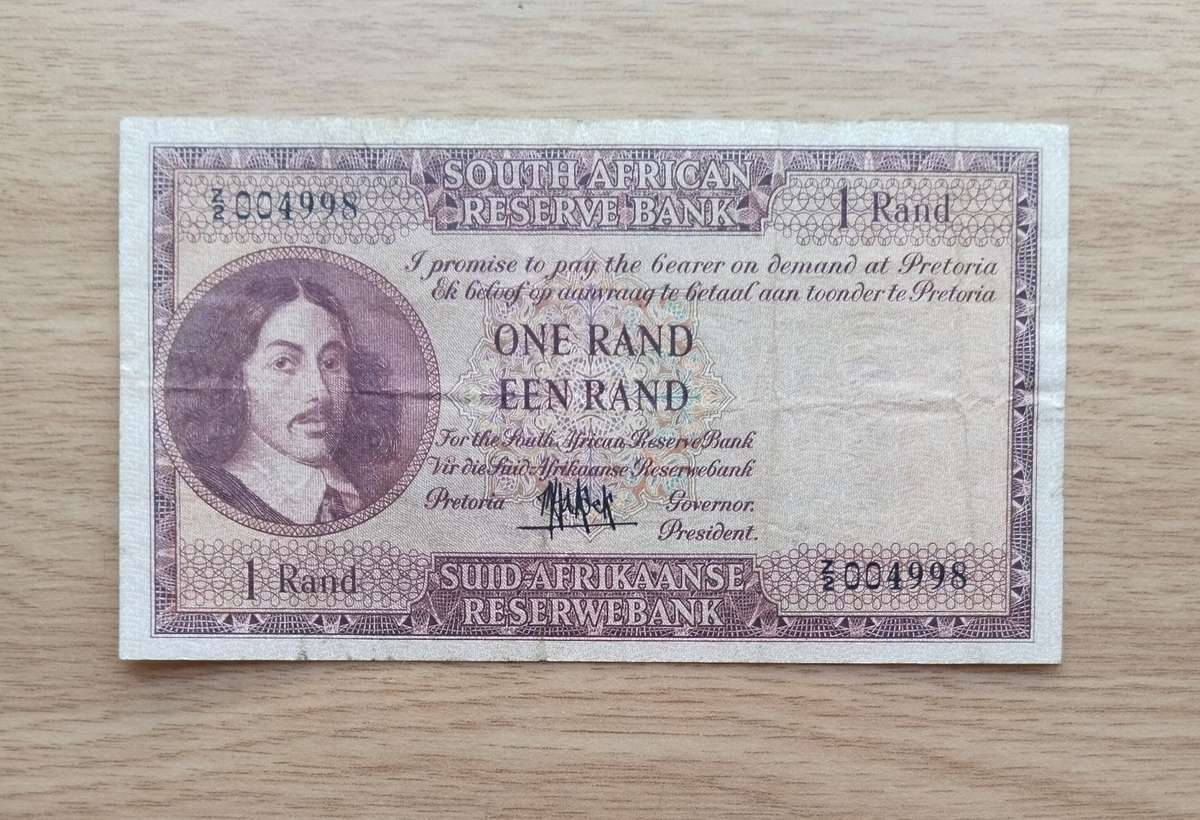 SOUTH AFRICAN
RESERVE BANK
Z/2 004998
1 Rand
I promise to pay the bearer on demand at Pretoria
Ek beloof op aanvraag te betaal aan toonder te Pretoria
ONE RAND
EEN RAND
For the South African Reserve Bank
Vir die Suid-Afrikaanse Reserwebank
Pretoria
Governor.
President.
1 Rand
SUID-AFRIKAANSE
RESERWEBANK
Z/2 004998